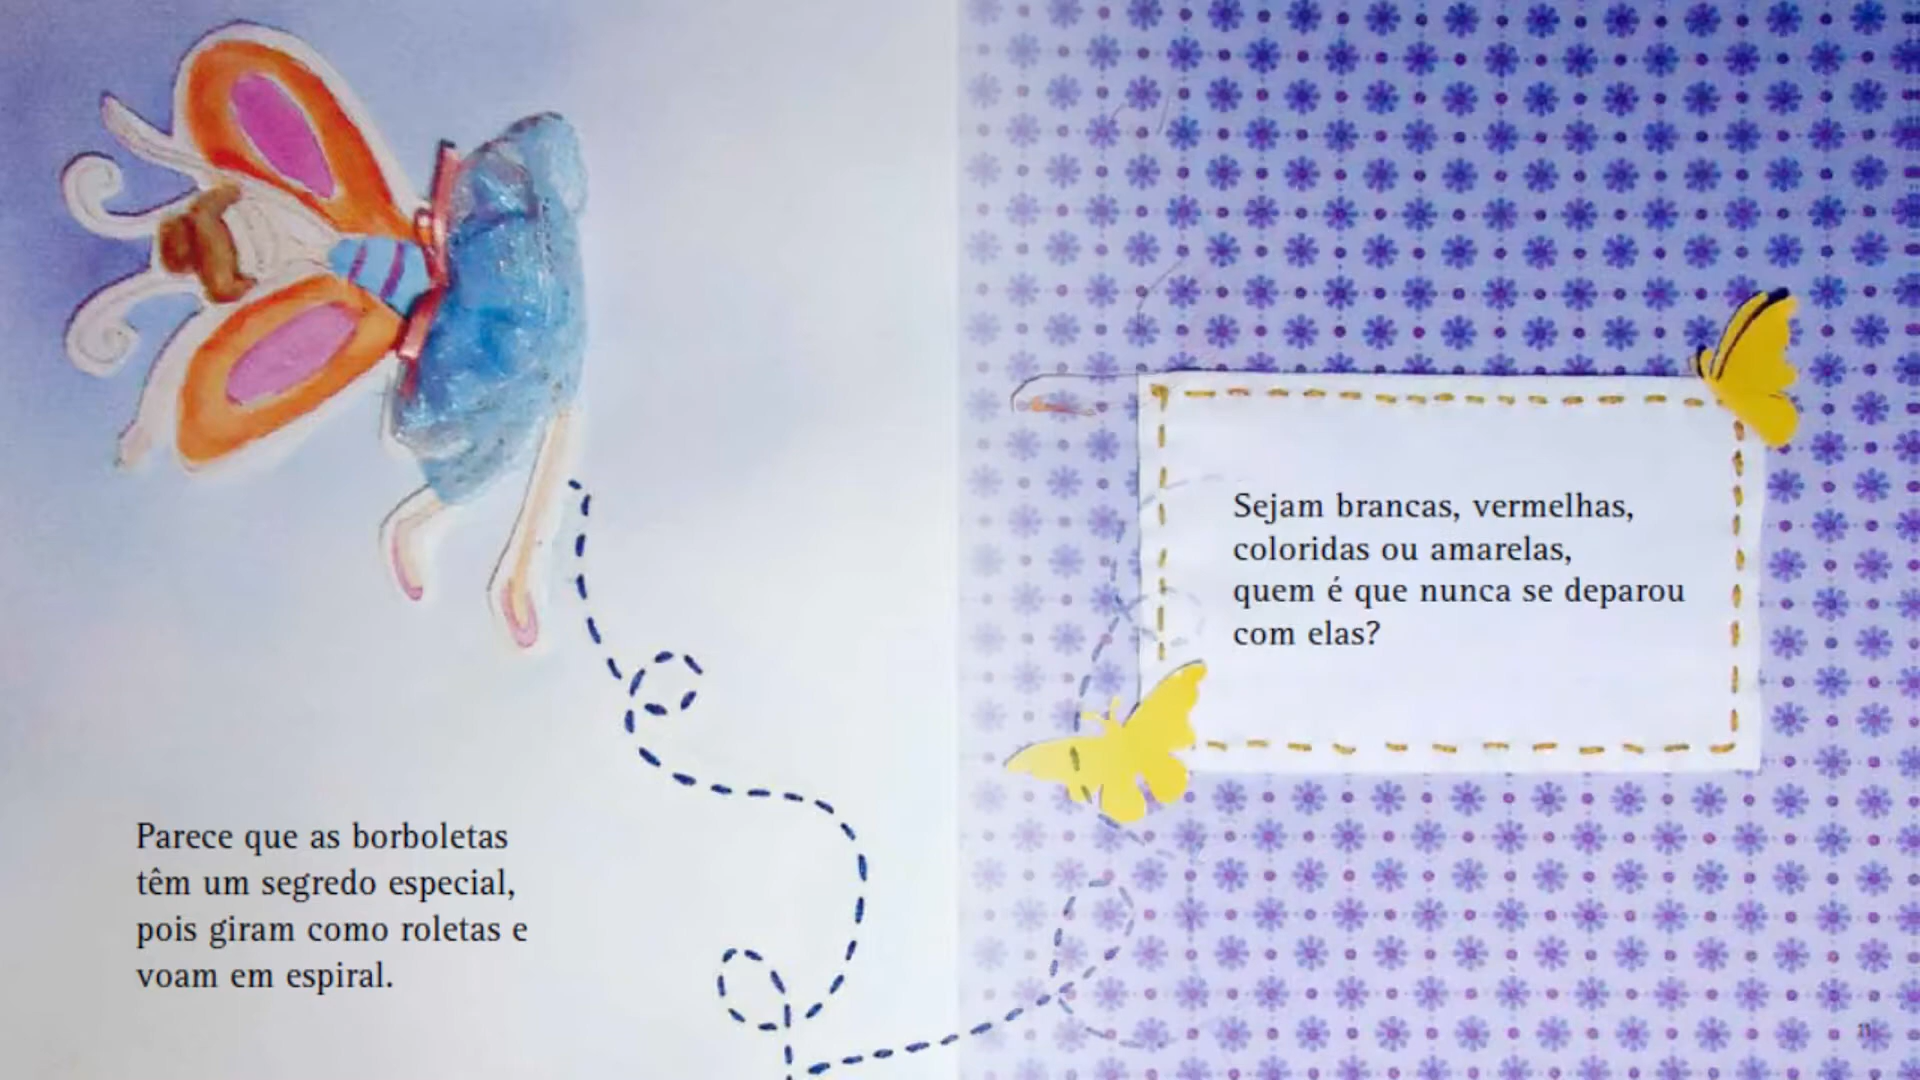 Parece que as borboletas
têm um segredo especial,
pois giram como roletas e
voam em espiral.
Sejam brancas, vermelhas,
coloridas ou amarelas,
quem é que nunca se deparou
com elas?
11